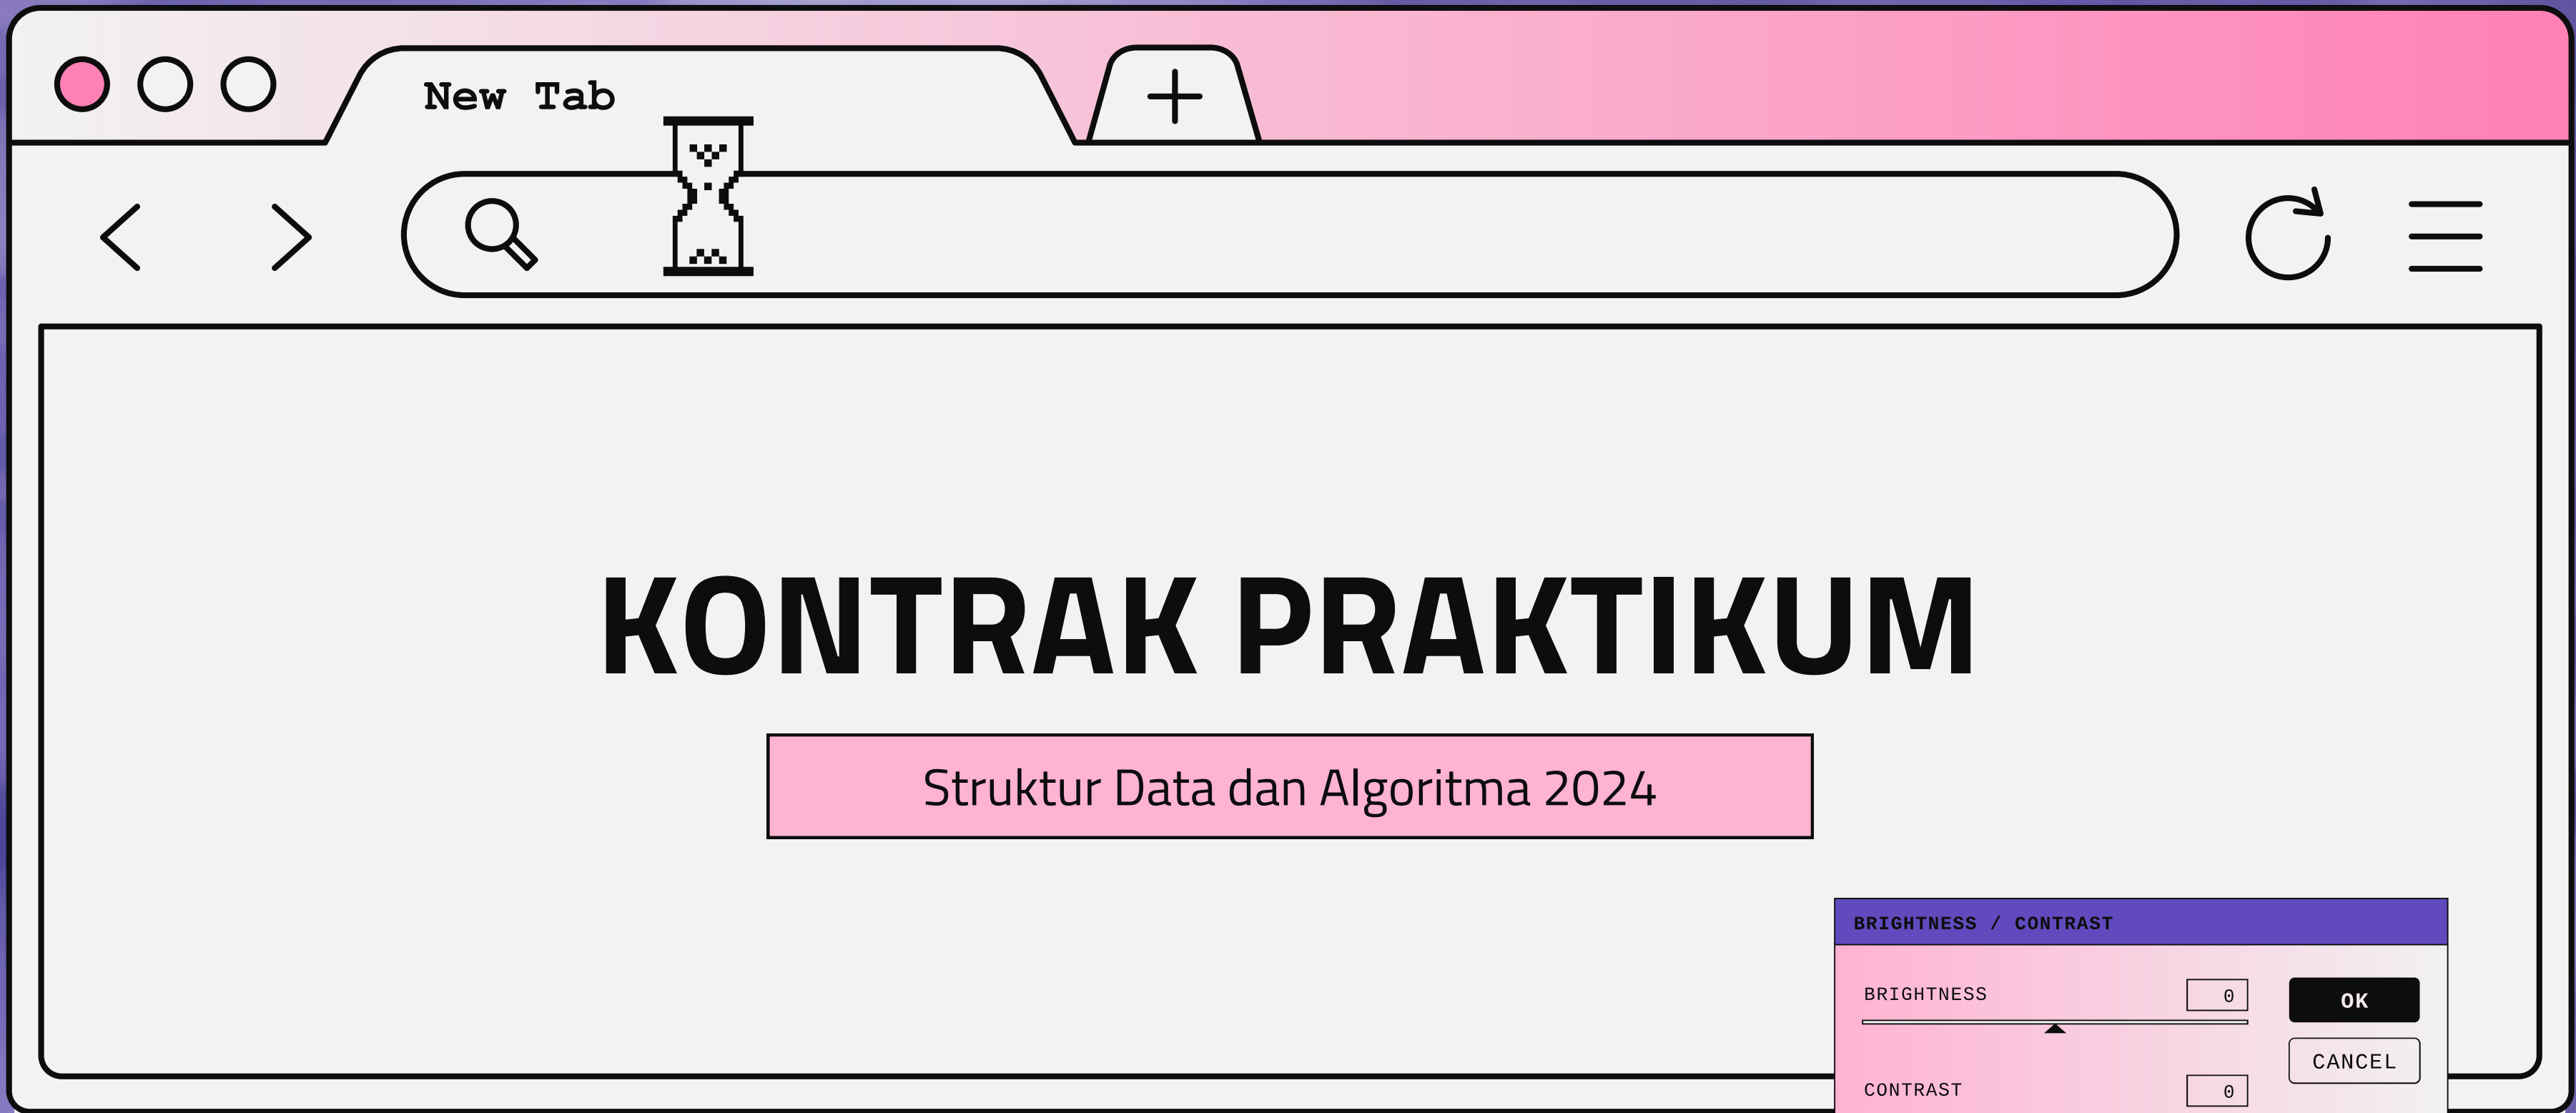 New Tab
KONTRAK PRAKTIKUM
Struktur Data dan Algoritma 2024
BRIGHTNESS / CONTRAST
BRIGHTNESS 0
OK
CANCEL
CONTRAST 0